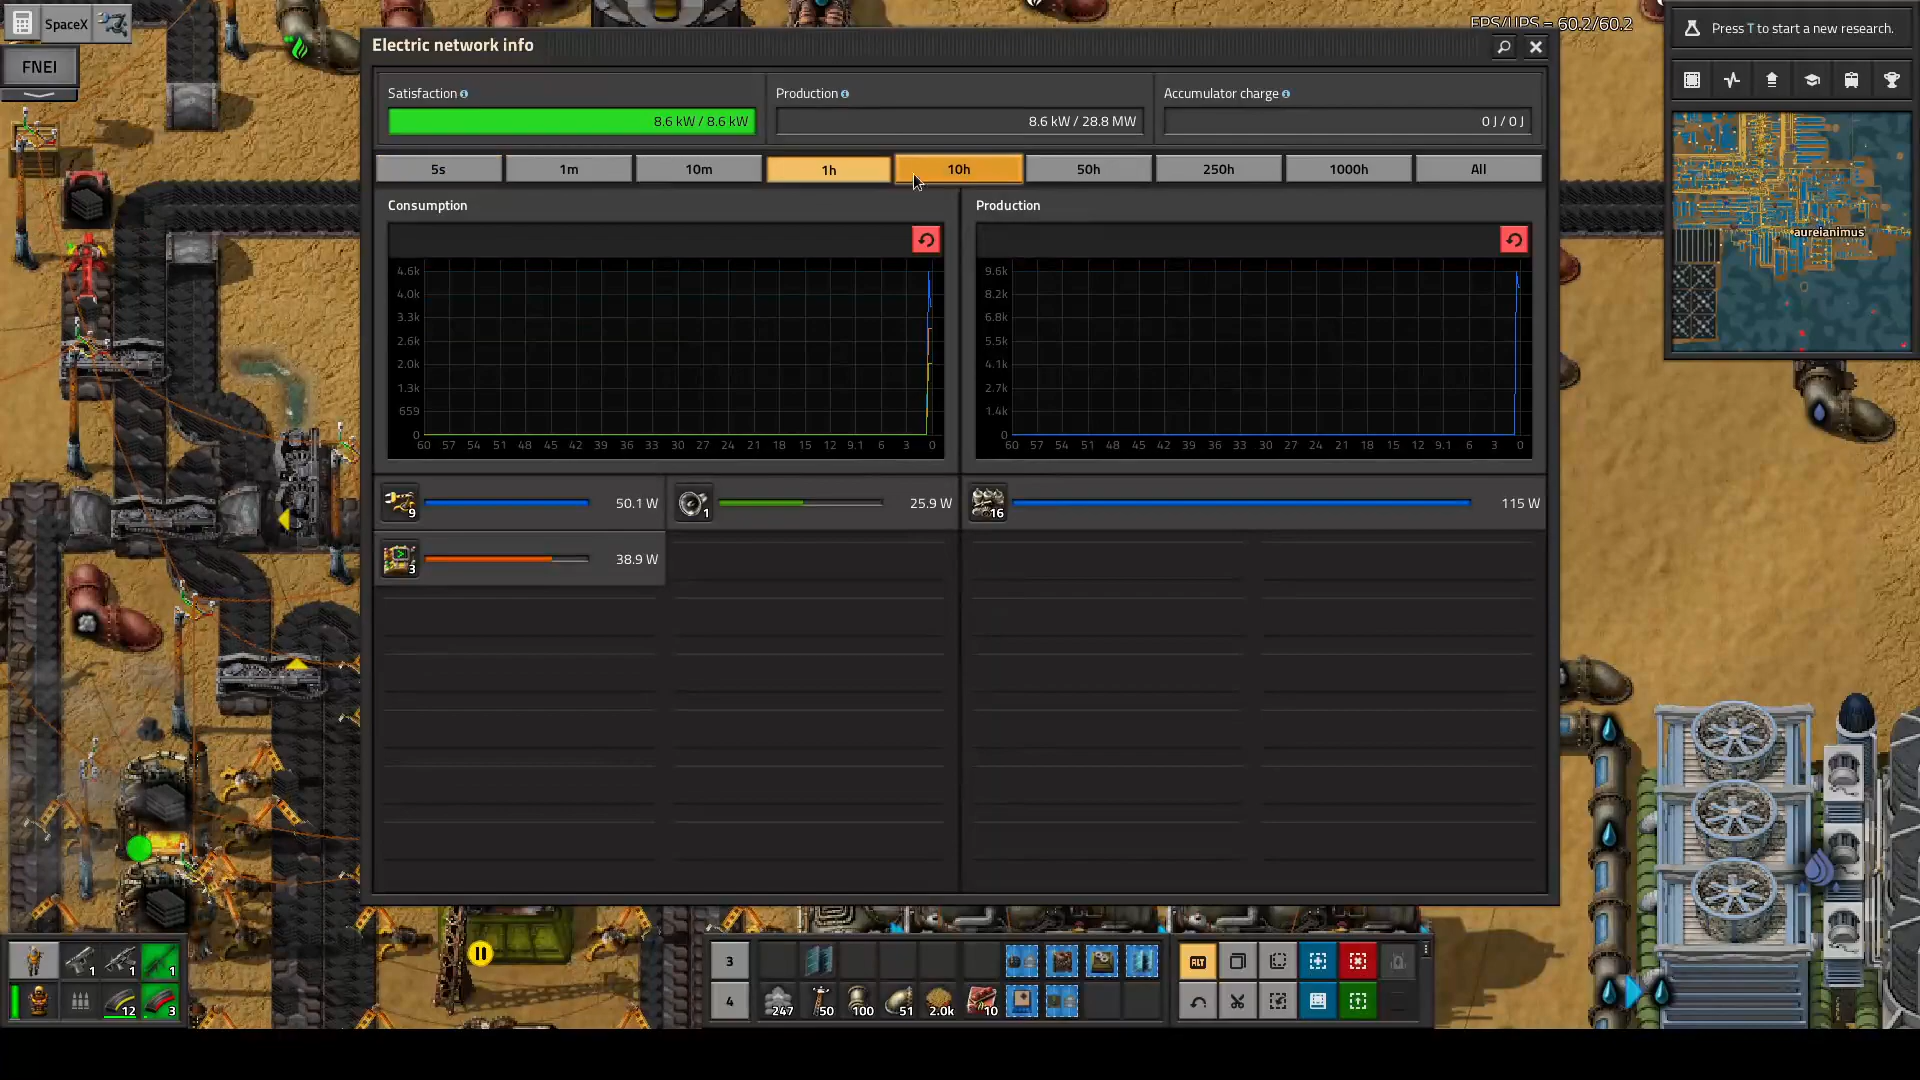 SpaceX
FPS/UPS = 60.2/60.2
Press T to start a new research.
FNEI
Electric network info
Satisfaction
Production
Accumulator charge
8.6 kW / 8.6 kW
8.6 kW / 28.8 MW
0 J / 0 J
5s 1m 10m 1h 10h 50h 250h 1000h All
Consumption
Production
4.6k
4.0k
3.3k
2.6k
2.0k
1.3k
659
0
60 57 54 51 48 45 42 39 36 33 30 27 24 21 18 15 12 9.1 6 3 0
9.6k
8.2k
6.8k
5.5k
4.1k
2.7k
1.4k
0
60 57 54 51 48 45 42 39 36 33 30 27 24 21 18 15 12 9.1 6 3 0
9 50.1 W
1 25.9 W
16 115 W
3 38.9 W
aurelanimus
1 1 1
12 3
3
ALT
4
247 50 100 51 2.0k 10